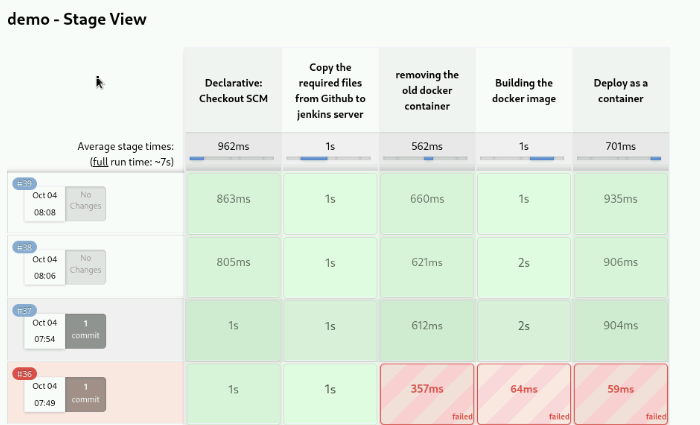 demo - Stage View
Declarative:
Checkout SCM
Copy the
required files
from Github to
jenkins server
removing the
old docker
container
Building the
docker image
Deploy as a
container
Average stage times:
(full run time: ~7s)
962ms
1s
562ms
1s
701ms
#39
Oct 04
08:08
No
Changes
863ms
1s
660ms
1s
935ms
#38
Oct 04
08:06
No
Changes
805ms
1s
621ms
2s
906ms
#37
Oct 04
07:54
1
commit
1s
1s
612ms
2s
904ms
#36
Oct 04
07:49
1
commit
1s
1s
357ms
failed
64ms
failed
59ms
failed